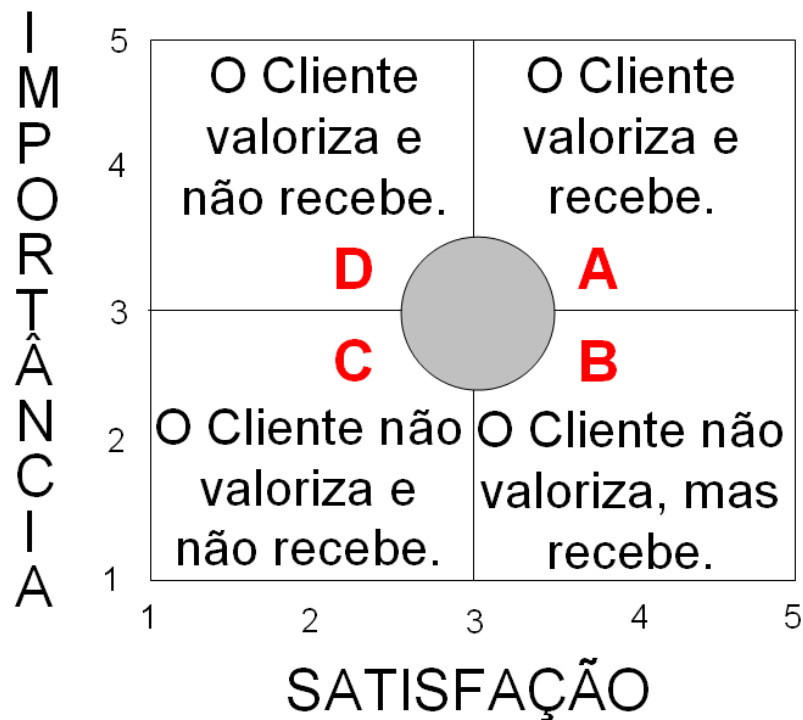 IMPORTÂNCIA
5
4
3
2
1
O Cliente
valoriza e
não recebe.
O Cliente
valoriza e
recebe.
D
A
C
B
O Cliente não
valoriza e
não recebe.
O Cliente não
valoriza, mas
recebe.
1
2
3
4
5
SATISFAÇÃO